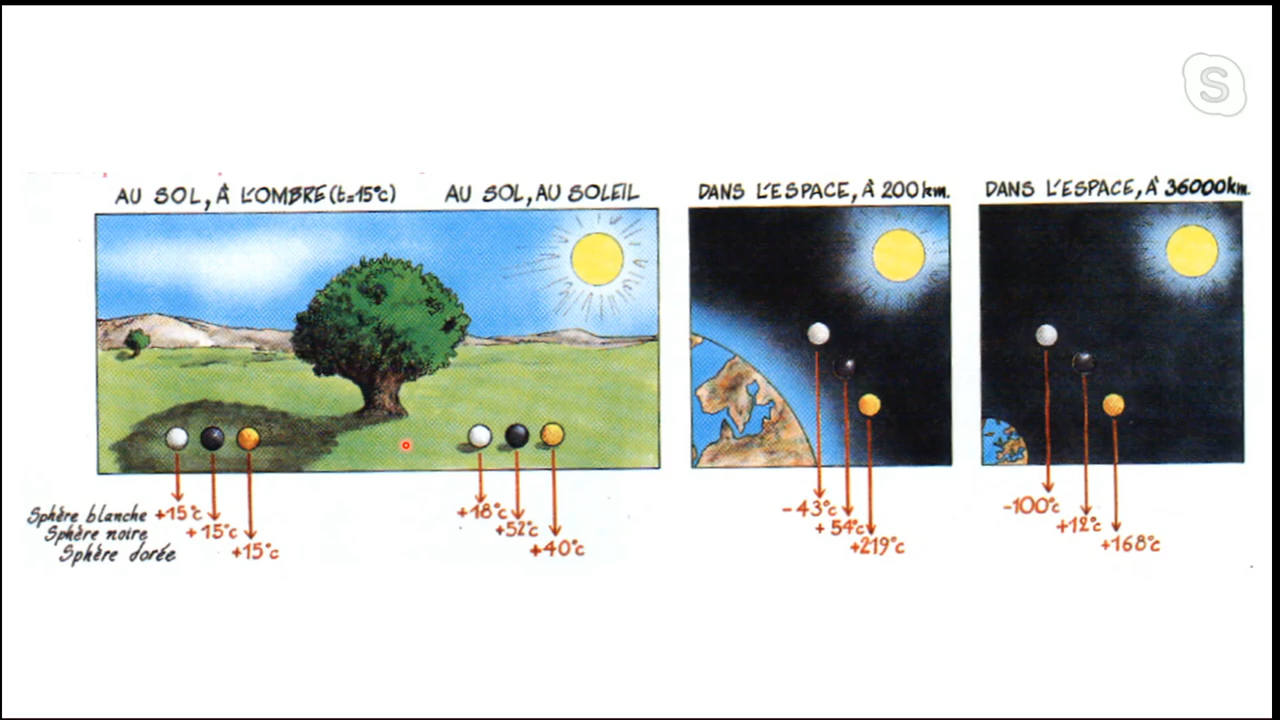 AU SOL, À L'OMBRE (t=15°c)
AU SOL, AU SOLEIL
DANS L'ESPACE, À 200 km.
DANS L'ESPACE, À 36000 km.
Sphère blanche +15°c
Sphère noire +15°c
Sphère dorée +15°c
+18°c
+52°c
+40°c
-43°c
+54°c
+219°c
-100°c
+12°c
+168°c
S